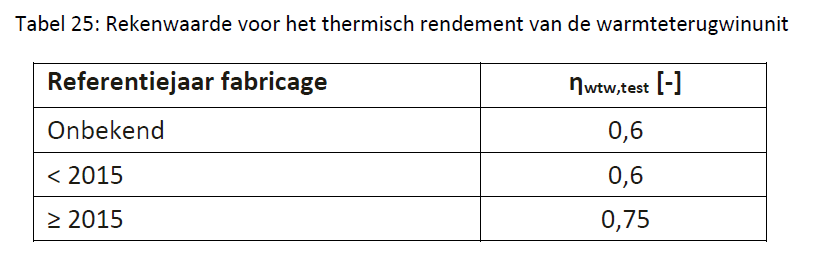 Tabel 25: Rekenwaarde voor het thermisch rendement van de warmteterugwinunit
Referentiejaar fabricage ηwtw,test [-]
Onbekend 0,6
< 2015 0,6
≥ 2015 0,75